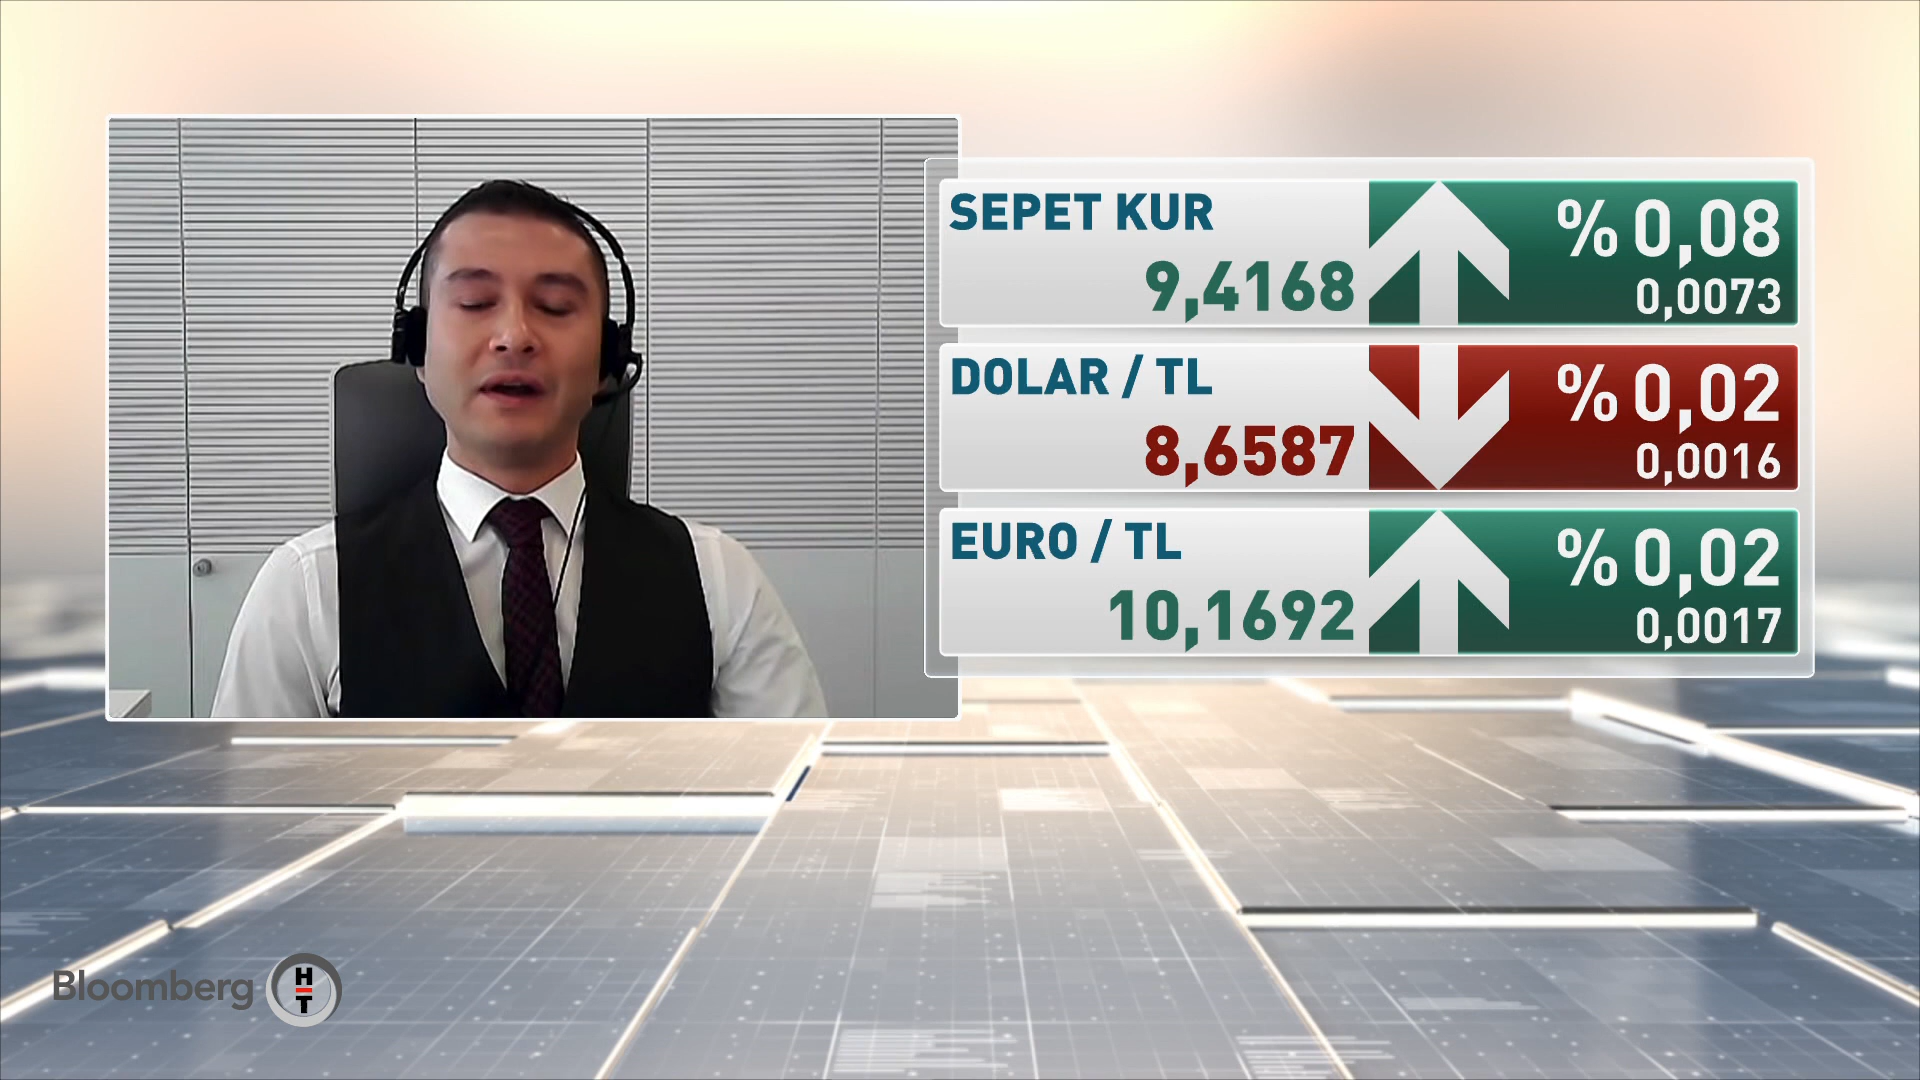 SEPET KUR
9,4168
% 0,08
0,0073
DOLAR / TL
8,6587
% 0,02
0,0016
EURO / TL
10,1692
% 0,02
0,0017
Bloomberg HT